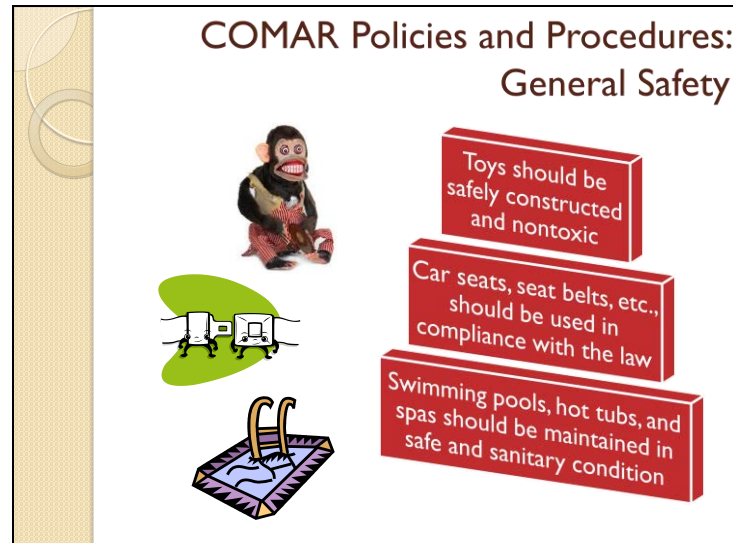 COMAR Policies and Procedures:
General Safety
Toys should be
safely constructed
and nontoxic
Car seats, seat belts, etc.,
should be used in
compliance with the law
Swimming pools, hot tubs, and
spas should be maintained in
safe and sanitary condition